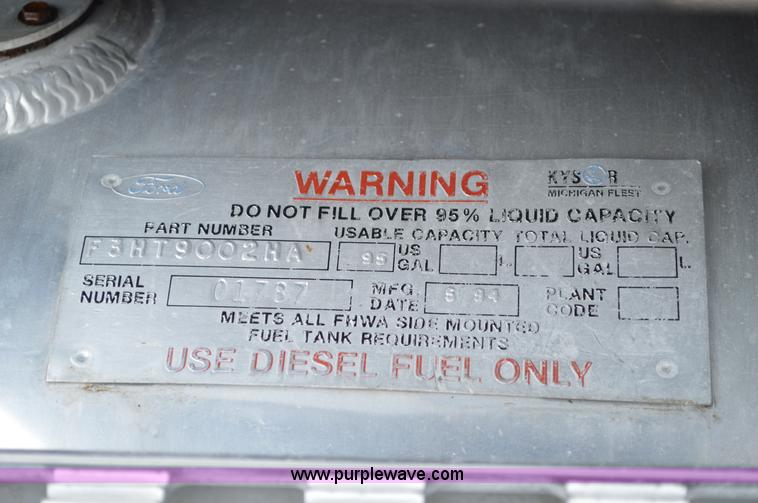 Ford WARNING KYSOR
MICHIGAN FLEET
DO NOT FILL OVER 95% LIQUID CAPACITY
PART NUMBER USABLE CAPACITY TOTAL LIQUID CAP.
F3HT9002HA 95 US GAL L US GAL L.
SERIAL NUMBER 01787 MFG. DATE 5 94 PLANT CODE
MEETS ALL FHWA SIDE MOUNTED
FUEL TANK REQUIREMENTS
USE DIESEL FUEL ONLY
www.purplewave.com